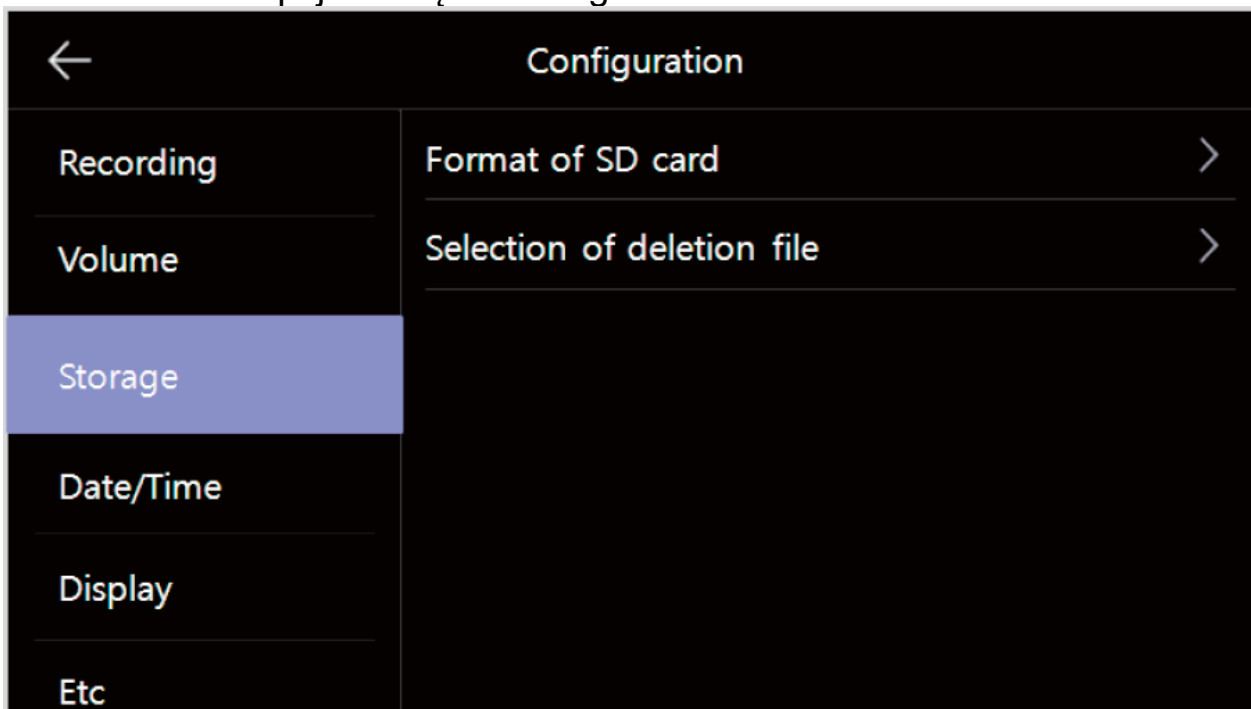 Configuration
Recording
Volume
Storage
Date/Time
Display
Etc
Format of SD card
Selection of deletion file